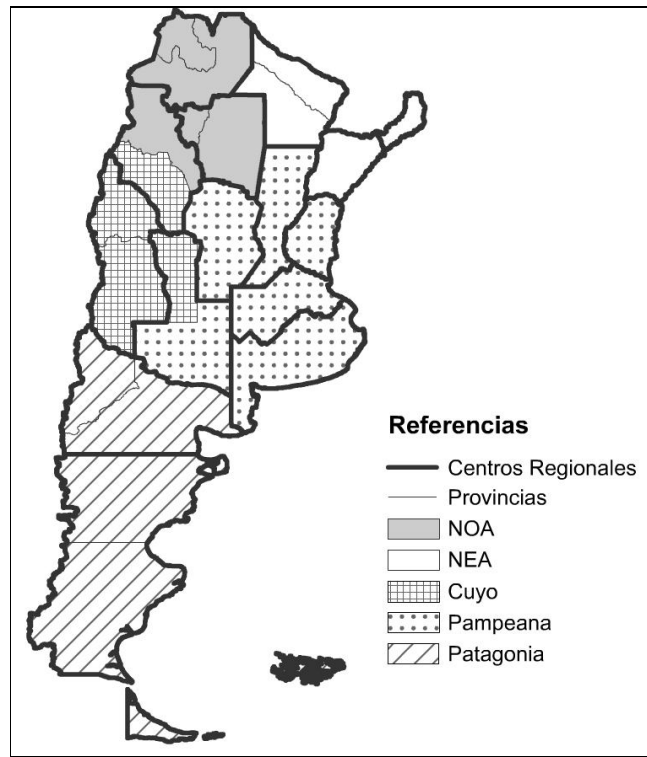 Referencias
Centros Regionales
Provincias
NOA
NEA
Cuyo
Pampeana
Patagonia